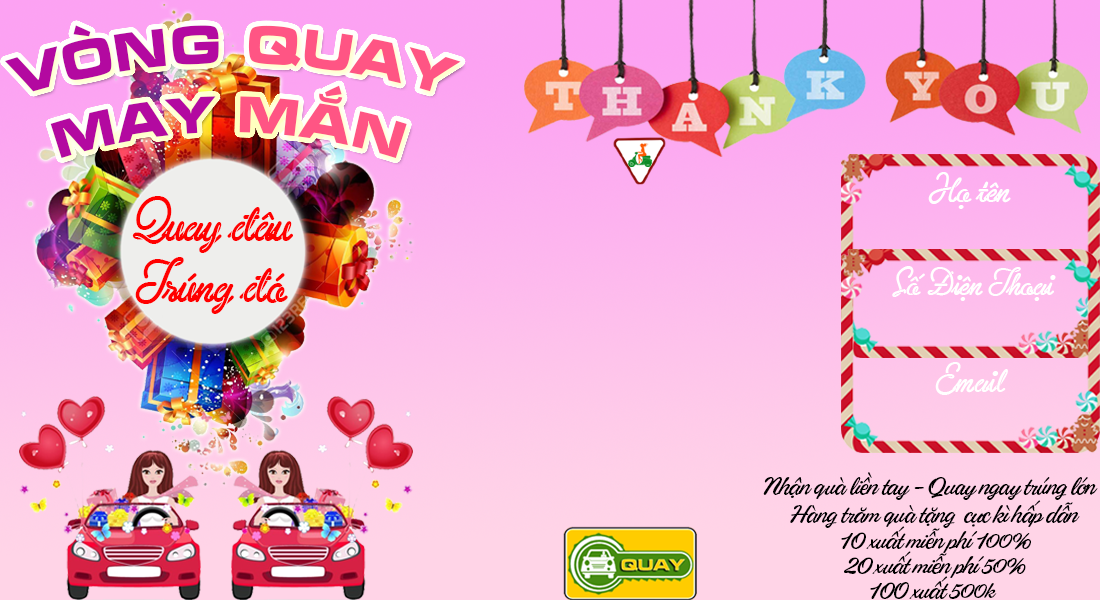 VÒNG QUAY
MAY MẮN
Quay đâu
Trúng đó
THANK YOU
Họ tên
Số Điện Thoại
Email
Nhận quà liền tay - Quay ngay trúng lớn
Hàng trăm quà tặng cực kì hấp dẫn
10 xuất miễn phí 100%
20 xuất miễn phí 50%
100 xuất 500k
QUAY